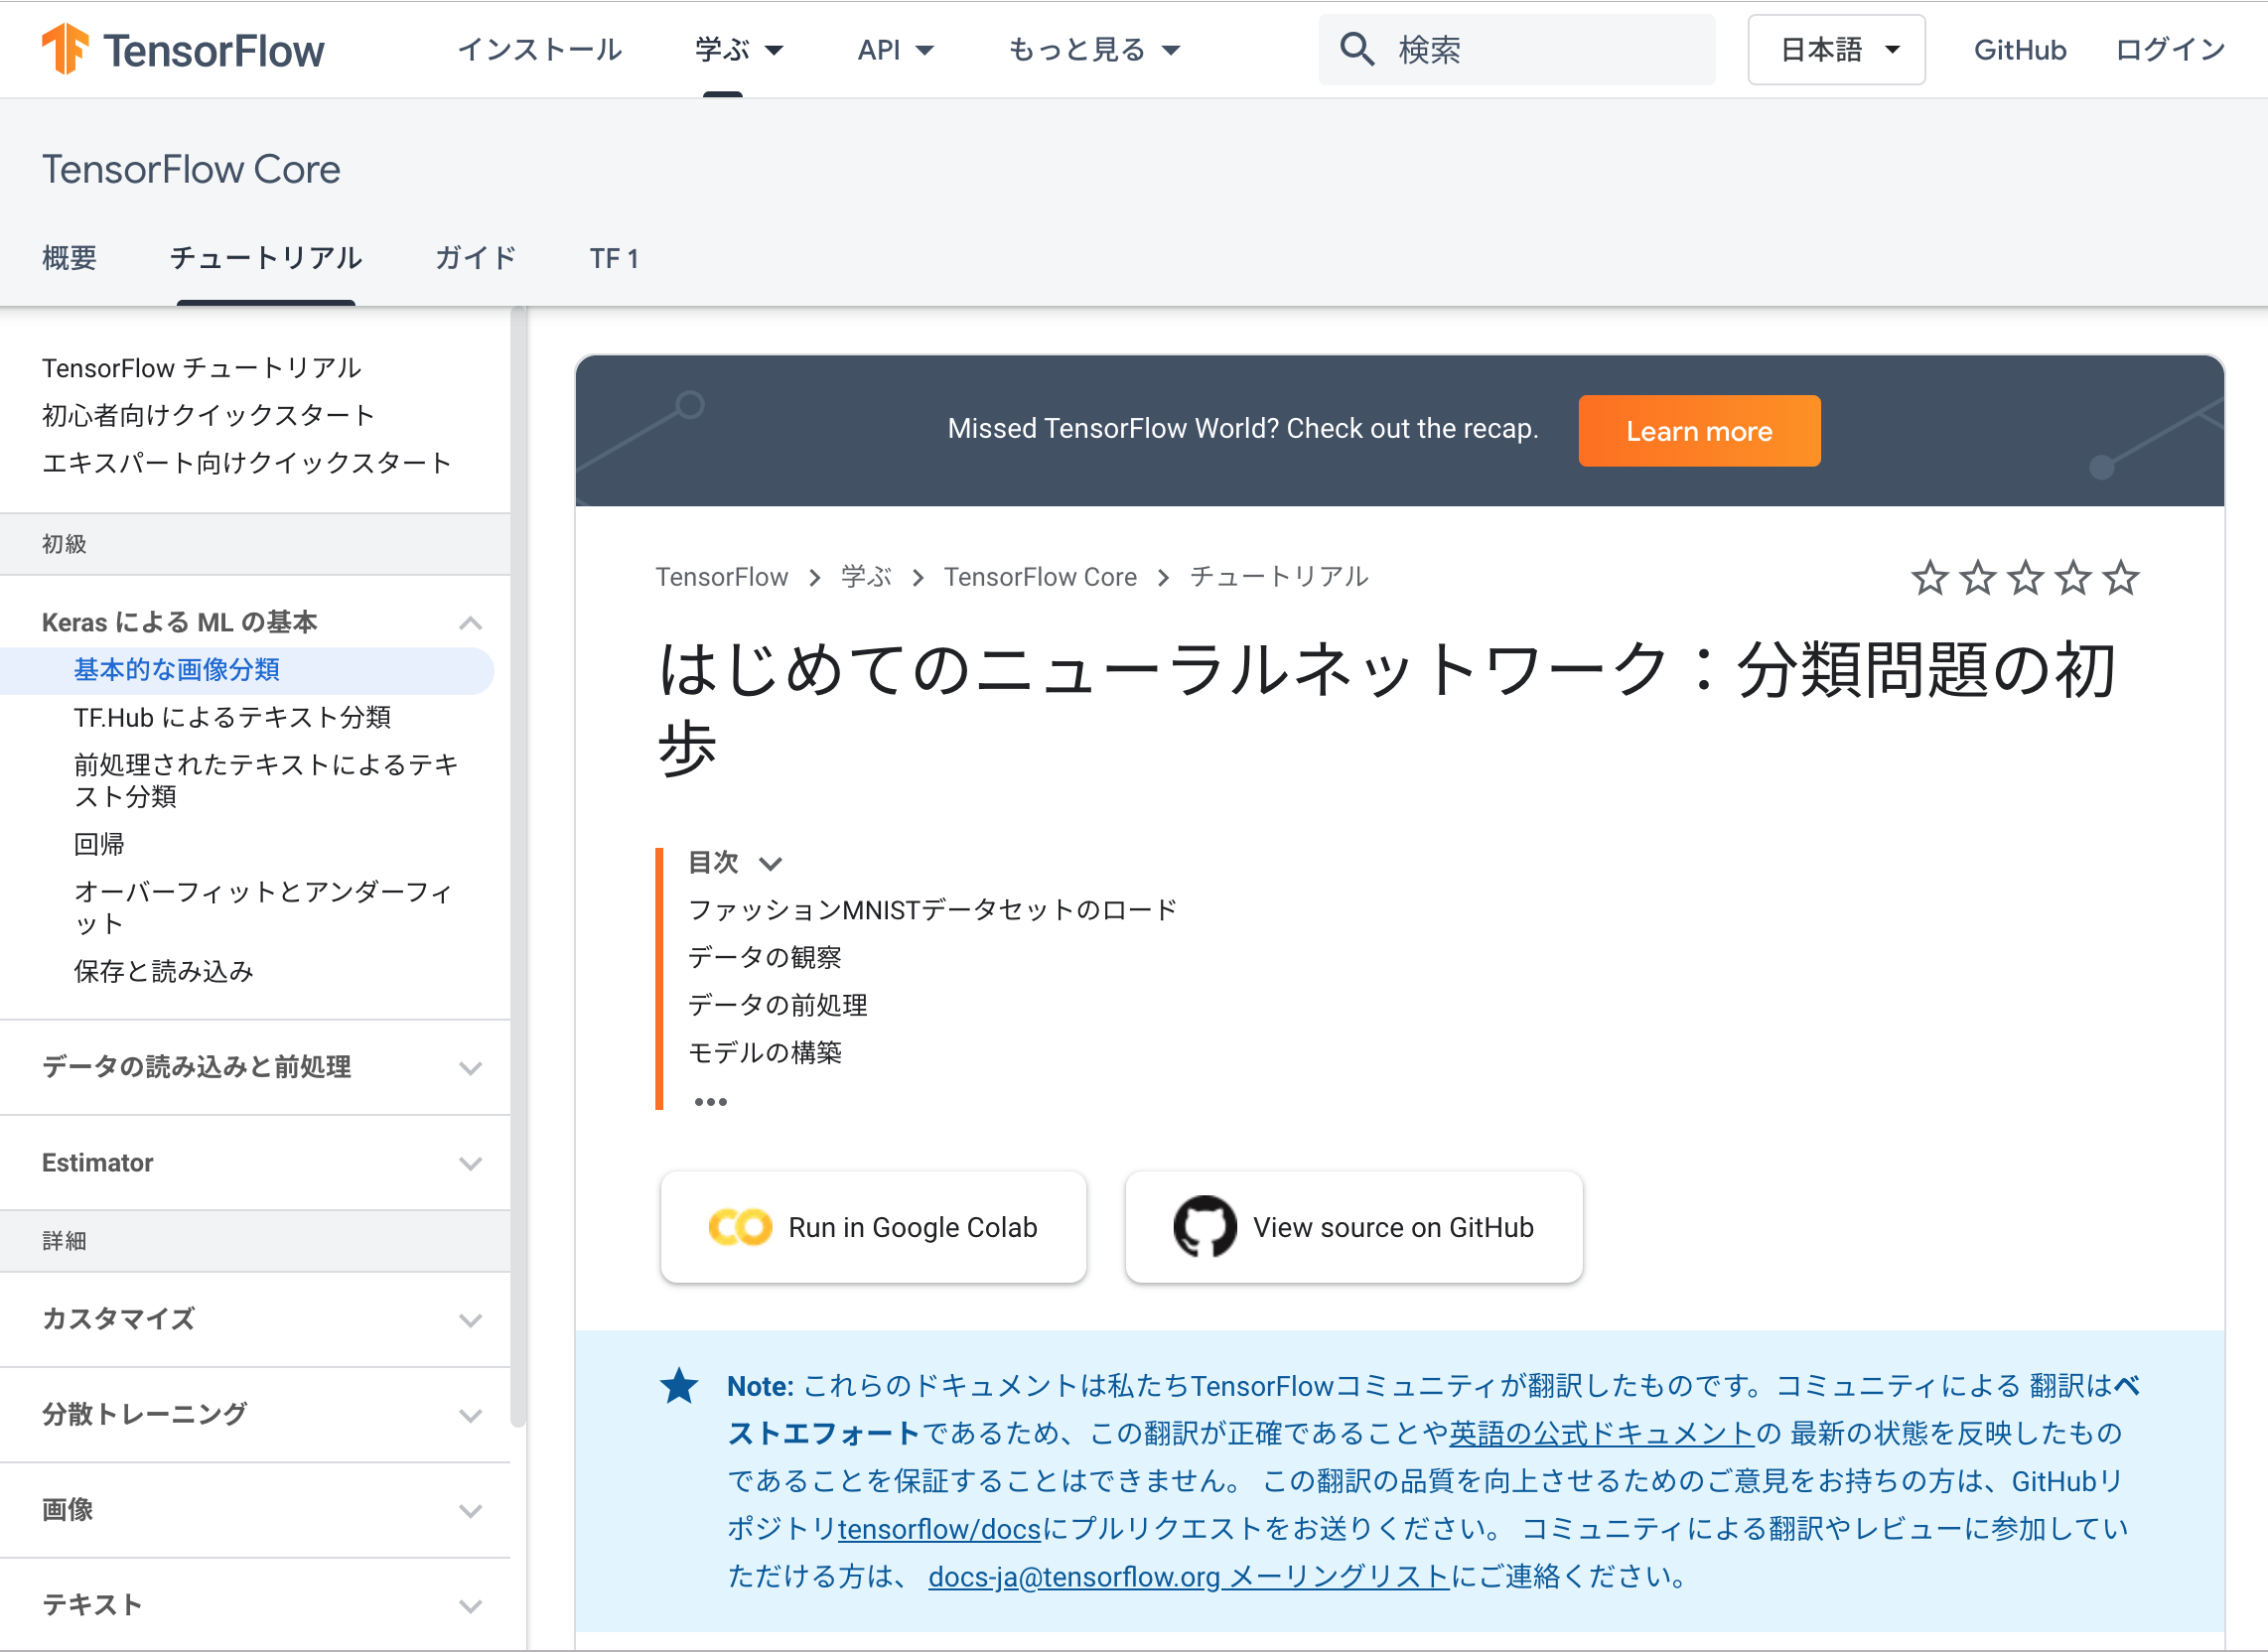 TensorFlow
インストール
学ぶ
API
もっと見る
検索
日本語
GitHub
ログイン
TensorFlow Core
概要
チュートリアル
ガイド
TF 1
TensorFlow チュートリアル
初心者向けクイックスタート
エキスパート向けクイックスタート
初級
Keras による ML の基本
基本的な画像分類
TF.Hub によるテキスト分類
前処理されたテキストによるテキ
スト分類
回帰
オーバーフィットとアンダーフィ
ット
保存と読み込み
データの読み込みと前処理
Estimator
詳細
カスタマイズ
分散トレーニング
画像
テキスト
Missed TensorFlow World? Check out the recap.
Learn more
TensorFlow
学ぶ
TensorFlow Core
チュートリアル
はじめてのニューラルネットワーク：分類問題の初
歩
目次
ファッションMNISTデータセットのロード
データの観察
データの前処理
モデルの構築
•••
Run in Google Colab
View source on GitHub
Note: これらのドキュメントは私たちTensorFlowコミュニティが翻訳したものです。コミュニティによる 翻訳はベ
ストエフォートであるため、この翻訳が正確であることや英語の公式ドキュメントの 最新の状態を反映したもの
であることを保証することはできません。 この翻訳の品質を向上させるためのご意見をお持ちの方は、GitHubリ
ポジトリtensorflow/docsにプルリクエストをお送りください。 コミュニティによる翻訳やレビューに参加してい
ただける方は、 docs-ja@tensorflow.org メーリングリストにご連絡ください。